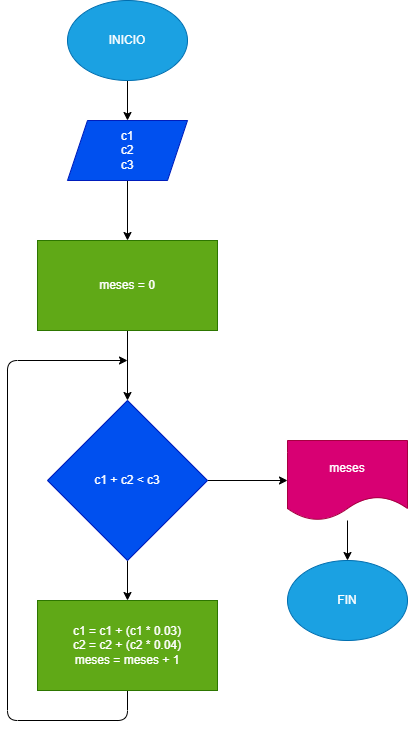 INICIO
c1
c2
c3
meses = 0
c1 + c2 < c3
meses
c1 = c1 + (c1 * 0.03)
c2 = c2 + (c2 * 0.04)
meses = meses + 1
FIN